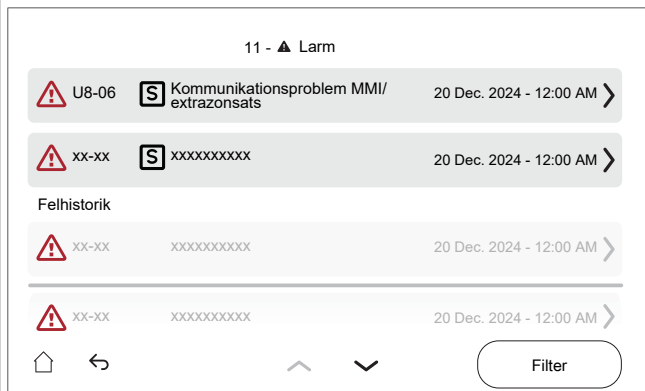 11 - Larm
U8-06 S Kommunikationsproblem MMI/
extrazonsats
20 Dec. 2024 - 12:00 AM
xx-xx S xxxxxxxxxx 20 Dec. 2024 - 12:00 AM
Felhistorik
xx-xx xxxxxxxxxx 20 Dec. 2024 - 12:00 AM
xx-xx xxxxxxxxxx 20 Dec. 2024 - 12:00 AM
Filter